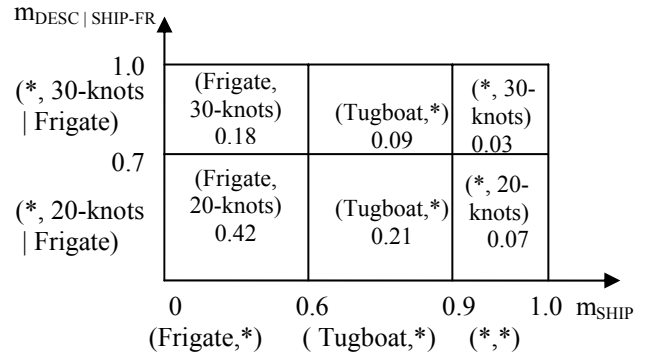 mDESC | SHIP-FR
1.0
(*, 30-knots
| Frigate)
0.7
(*, 20-knots
| Frigate)
(Frigate,
30-knots)
0.18
(Tugboat,*)
0.09
(*, 30-
knots)
0.03
(Frigate,
20-knots)
0.42
(Tugboat,*)
0.21
(*, 20-
knots)
0.07
0 0.6 0.9 1.0 mSHIP
(Frigate,*) ( Tugboat,*) (*,*)